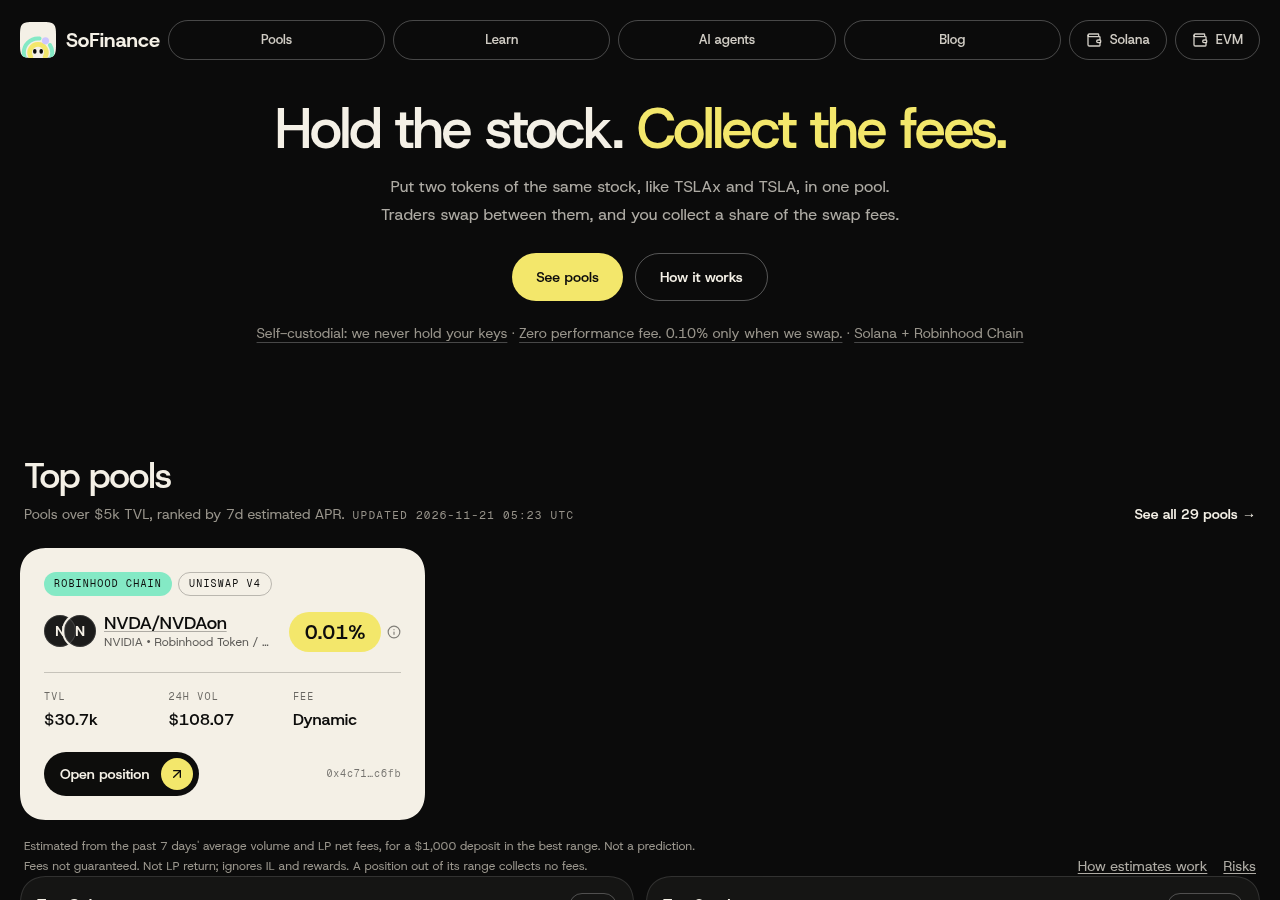 SoFinance
Pools
Learn
AI agents
Blog
Solana
EVM
Hold the stock. Collect the fees.
Put two tokens of the same stock, like TSLAx and TSLA, in one pool.
Traders swap between them, and you collect a share of the swap fees.
See pools
How it works
Self-custodial: we never hold your keys · Zero performance fee. 0.10% only when we swap. · Solana + Robinhood Chain
Top pools
Pools over $5k TVL, ranked by 7d estimated APR. UPDATED 2026-11-21 05:23 UTC
See all 29 pools →
ROBINHOOD CHAIN
UNISWAP V4
N N
NVDA/NVDAon
NVIDIA • Robinhood Token / …
0.01%
TVL
24H VOL
FEE
$30.7k
$108.07
Dynamic
Open position
0x4c71…c6fb
Estimated from the past 7 days' average volume and LP net fees, for a $1,000 deposit in the best range. Not a prediction.
Fees not guaranteed. Not LP return; ignores IL and rewards. A position out of its range collects no fees.
How estimates work
Risks